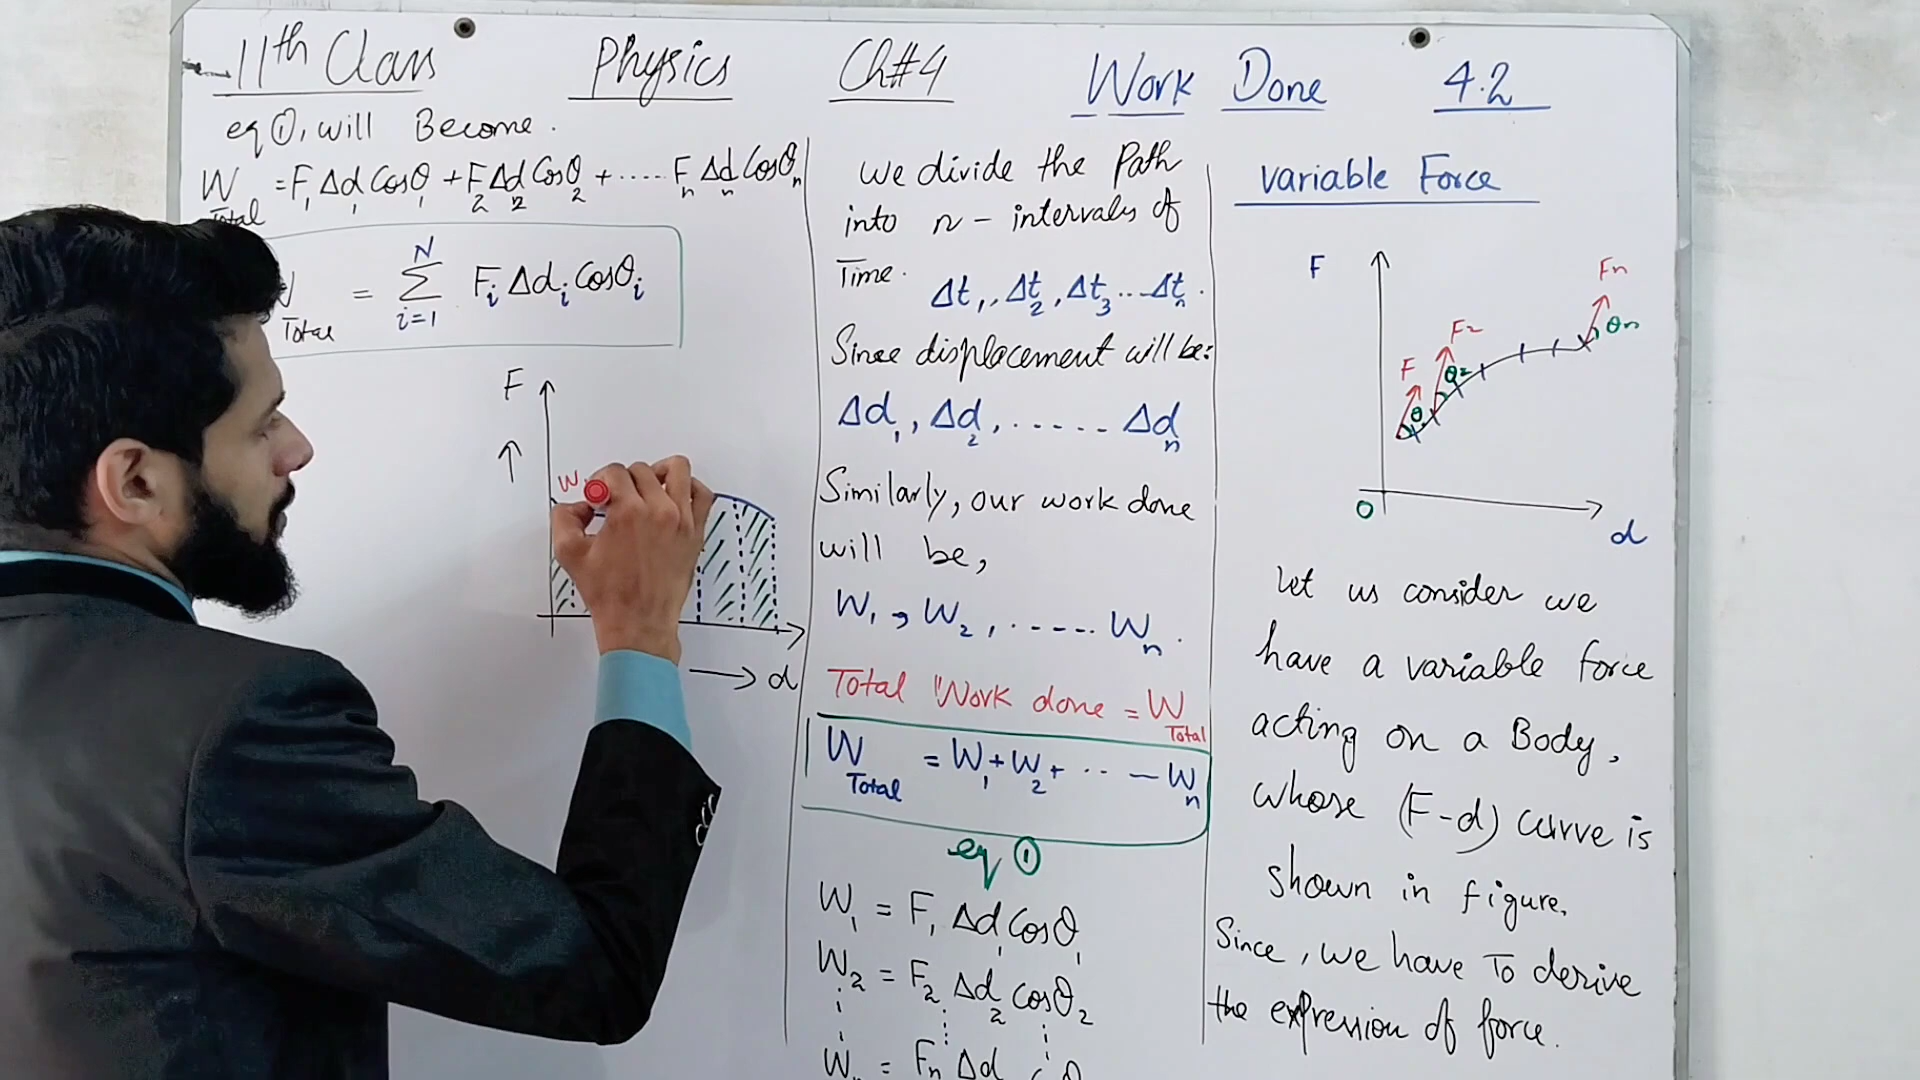 11th Class Physics Ch#4 Work Done 4.2
eq ①, will Become.
W = F₁ Δd₁ Cosθ₁ + F₂ Δd₂ Cosθ₂ + ..... Fₙ Δdₙ Cosθₙ
Total
= Σ Fᵢ Δdᵢ Cosθᵢ
N
i=1
Total
F
W
d
we divide the Path
into n - intervals of
Time.
Δt₁, Δt₂, Δt₃ ... Δtₙ.
Since displacement will be:
Δd₁, Δd₂, ...... Δdₙ
Similarly, our work done
will be,
W₁, W₂, ...... Wₙ.
Total Work done = W
Total
W = W₁ + W₂ + .. — Wₙ
Total
eq ①
W₁ = F₁ Δd₁ Cosθ₁
W₂ = F₂ Δd₂ cosθ₂
= Fₙ Δd
variable Force
F
F
θ
F₂
θ₂
Fn
θn
O
d
let us consider we
have a variable force
acting on a Body,
whose (F-d) curve is
shown in figure.
Since, we have To derive
the expression of force.